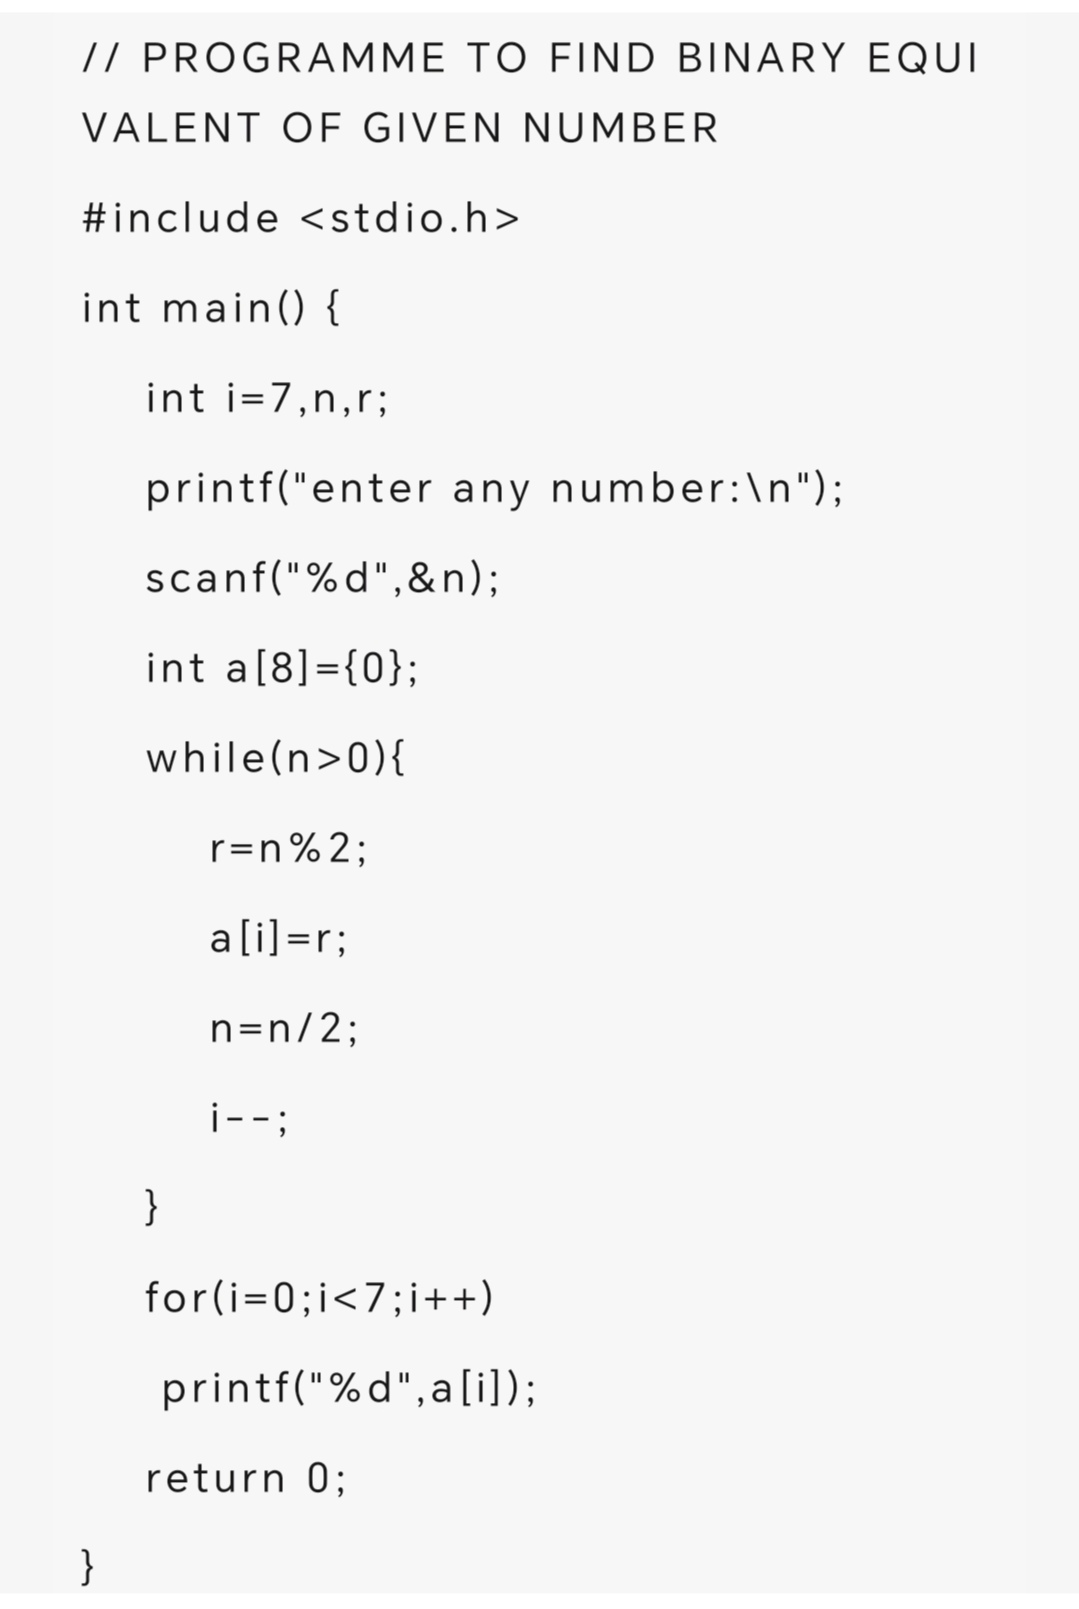 // PROGRAMME TO FIND BINARY EQUI
VALENT OF GIVEN NUMBER
#include <stdio.h>
int main() {
int i=7,n,r;
printf("enter any number:\n");
scanf("%d",&n);
int a[8]={0};
while(n>0){
r=n%2;
a[i]=r;
n=n/2;
i--;
}
for(i=0;i<7;i++)
printf("%d",a[i]);
return 0;
}